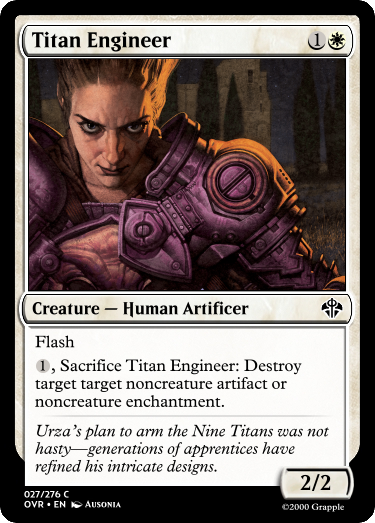 Titan Engineer 1
Creature — Human Artificer
Flash
1, Sacrifice Titan Engineer: Destroy
target target noncreature artifact or
noncreature enchantment.
Urza's plan to arm the Nine Titans was not
hasty—generations of apprentices have
refined his intricate designs.
2/2
027/276 C
OVR • EN Ausonia
©2000 Grapple